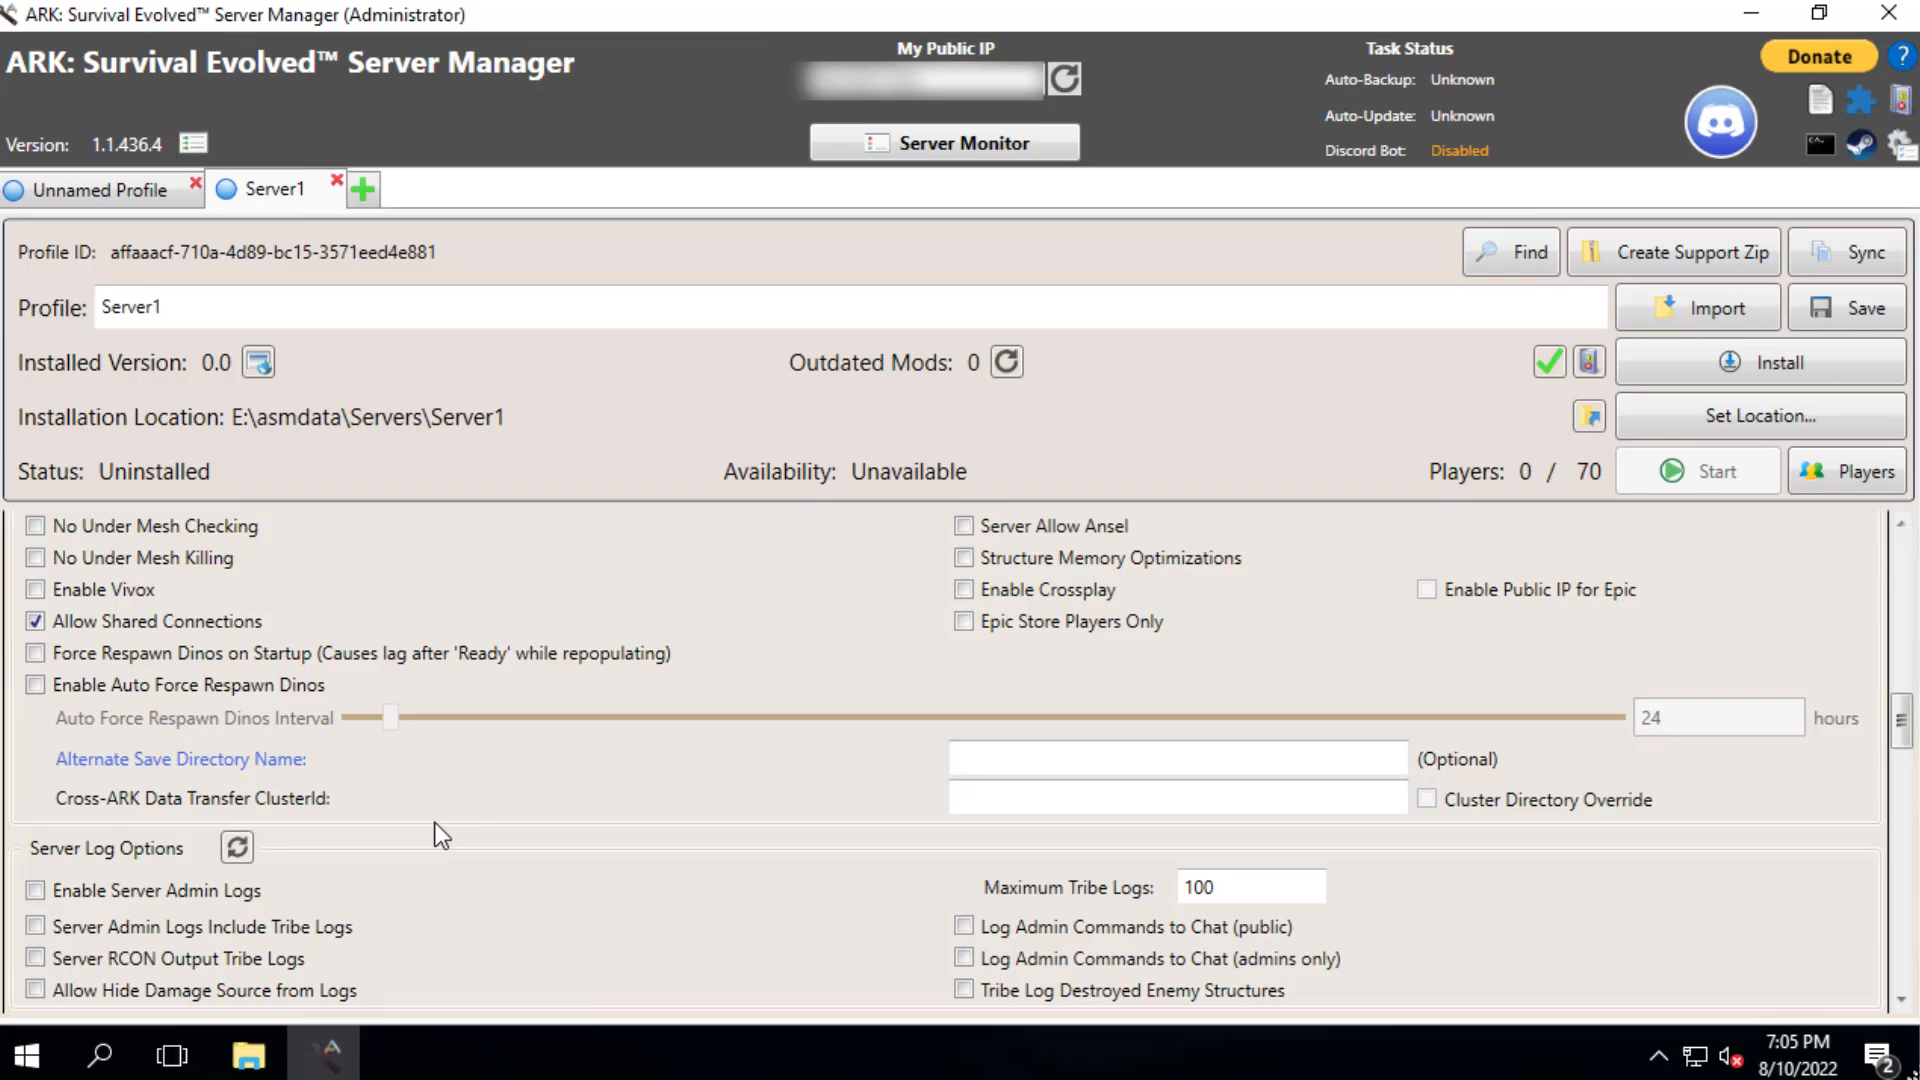 ARK: Survival Evolved™ Server Manager (Administrator)
ARK: Survival Evolved™ Server Manager
My Public IP
Task Status
Donate
?
Auto-Backup: Unknown
Auto-Update: Unknown
Version: 1.1.436.4
Server Monitor
Discord Bot: Disabled
Unnamed Profile
Server1
Profile ID: affaaacf-710a-4d89-bc15-3571eed4e881
Find
Create Support Zip
Sync
Profile: Server1
Import
Save
Installed Version: 0.0
Outdated Mods: 0
Install
Installation Location: E:\asmdata\Servers\Server1
Set Location...
Status: Uninstalled
Availability: Unavailable
Players: 0 / 70
Start
Players
No Under Mesh Checking
Server Allow Ansel
No Under Mesh Killing
Structure Memory Optimizations
Enable Vivox
Enable Crossplay
Enable Public IP for Epic
Allow Shared Connections
Epic Store Players Only
Force Respawn Dinos on Startup (Causes lag after 'Ready' while repopulating)
Enable Auto Force Respawn Dinos
Auto Force Respawn Dinos Interval
24 hours
Alternate Save Directory Name:
(Optional)
Cross-ARK Data Transfer ClusterId:
Cluster Directory Override
Server Log Options
Enable Server Admin Logs
Maximum Tribe Logs: 100
Server Admin Logs Include Tribe Logs
Log Admin Commands to Chat (public)
Server RCON Output Tribe Logs
Log Admin Commands to Chat (admins only)
Allow Hide Damage Source from Logs
Tribe Log Destroyed Enemy Structures
7:05 PM
8/10/2022
2